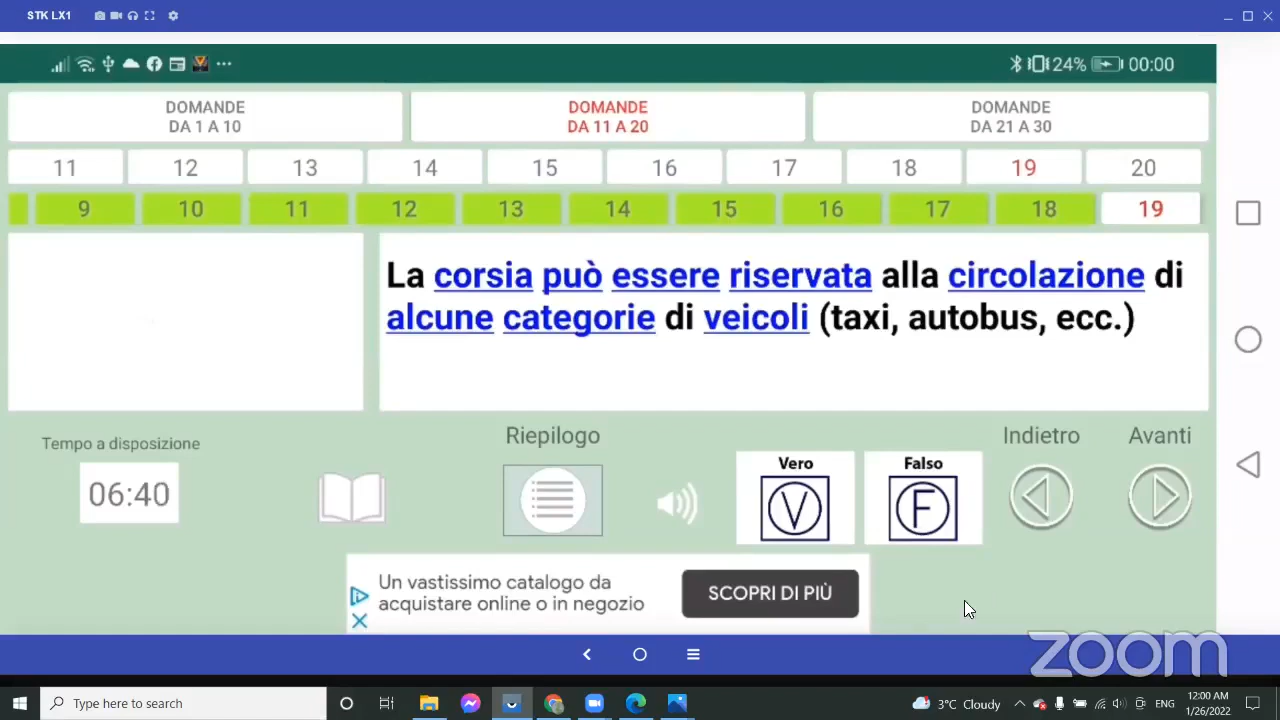 STK LX1
24% 00:00
DOMANDE
DA 1 A 10
DOMANDE
DA 11 A 20
DOMANDE
DA 21 A 30
11 12 13 14 15 16 17 18 19 20
9 10 11 12 13 14 15 16 17 18 19
La corsia può essere riservata alla circolazione di
alcune categorie di veicoli (taxi, autobus, ecc.)
Tempo a disposizione
06:40
Riepilogo
Vero
V
Falso
F
Indietro
Avanti
Un vastissimo catalogo da
acquistare online o in negozio
SCOPRI DI PIÙ
zoom
Type here to search
3°C Cloudy
ENG
12:00 AM
1/26/2022